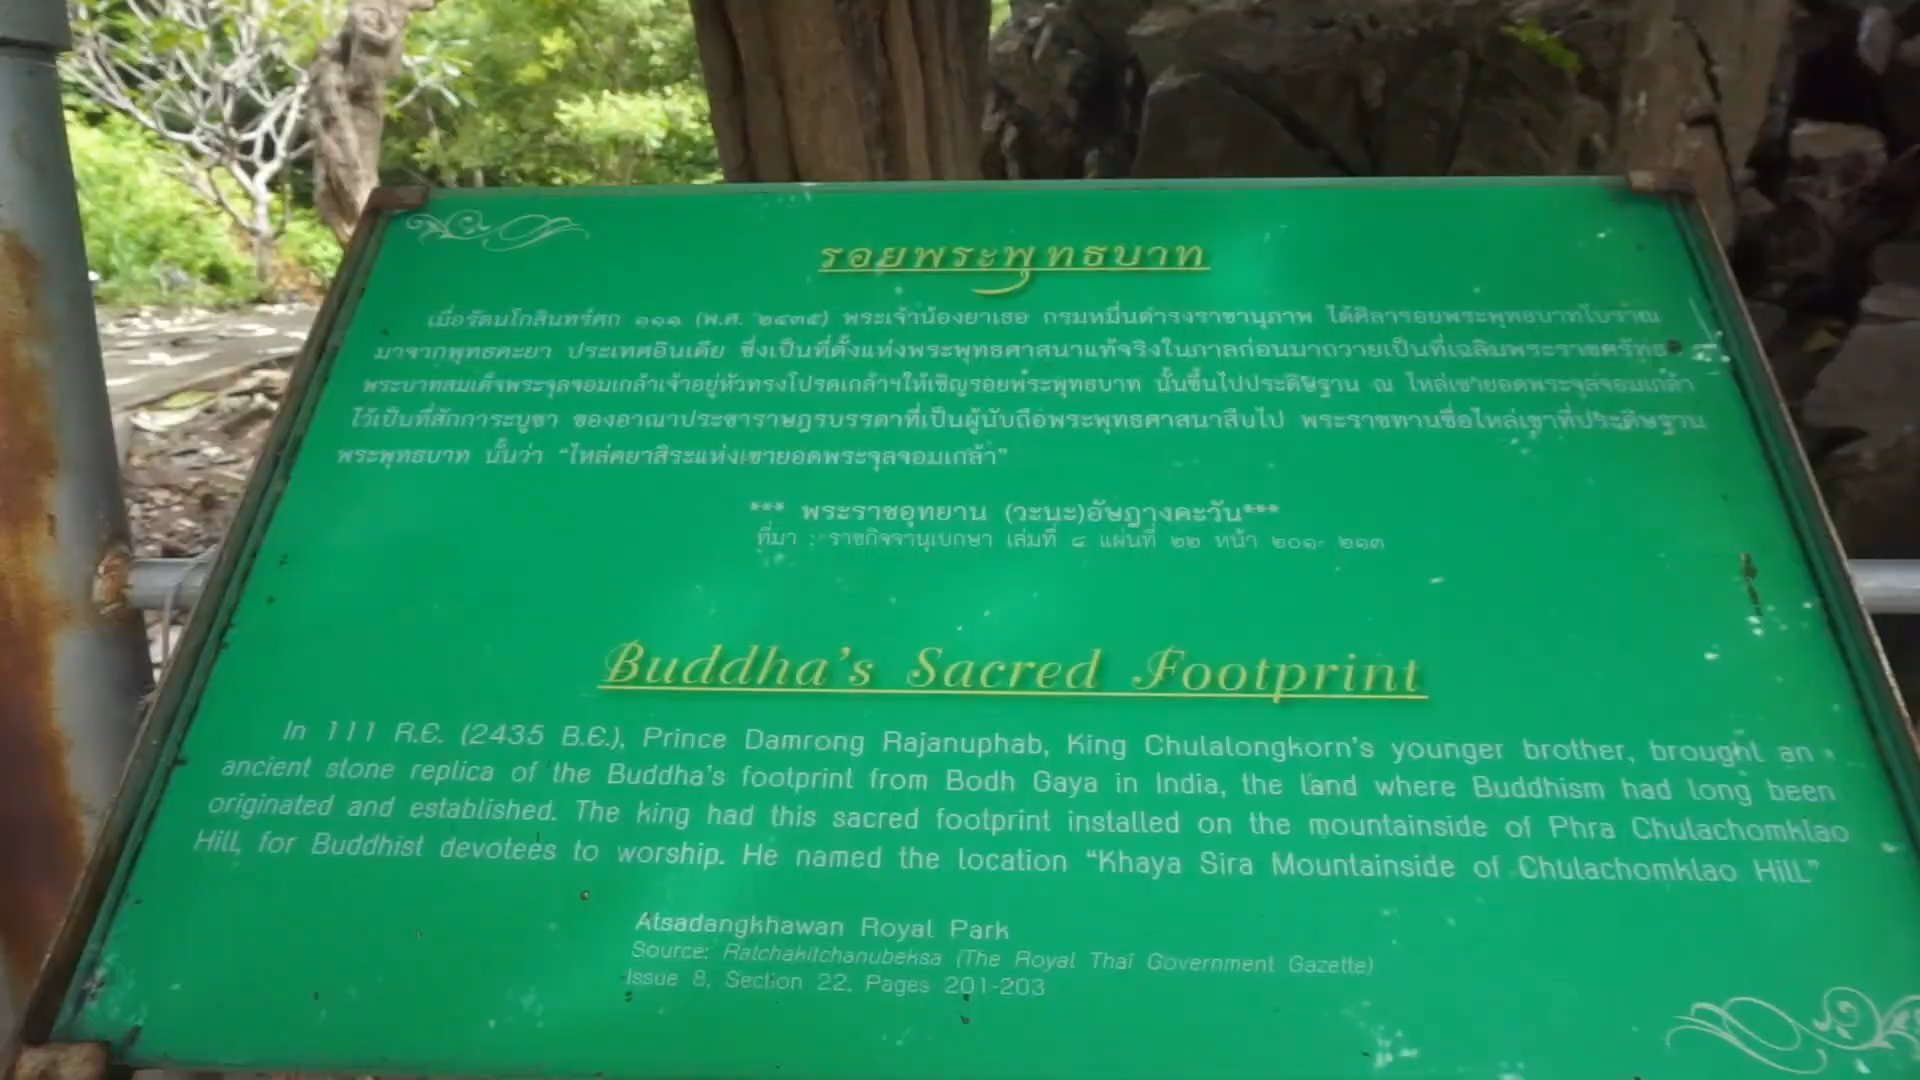 รอยพระพุทธบาท
เมื่อรัตนโกสินทร์ศก ๑๑๑ (พ.ศ. ๒๔๓๕) พระเจ้าน้องยาเธอ กรมหมื่นดำรงราชานุภาพ ได้ศิลารอยพระพุทธบาทโบราณ
มาจากพุทธคะยา ประเทศอินเดีย ซึ่งเป็นที่ตั้งแห่งพระพุทธศาสนาแท้จริงในกาลก่อนมาถวายเป็นที่เฉลิมพระราชศรัทธา
พระบาทสมเด็จพระจุลจอมเกล้าเจ้าอยู่หัวทรงโปรดเกล้าฯให้เชิญรอยพระพุทธบาท นั้นขึ้นไปประดิษฐาน ณ ไหล่เขายอดพระจุลจอมเกล้า
ไว้เป็นที่สักการะบูชา ของอาณาประชาราษฎรบรรดาที่เป็นผู้นับถือพระพุทธศาสนาสืบไป พระราชทานชื่อไหล่เขาที่ประดิษฐาน
พระพุทธบาท นั้นว่า “ไหล่คยาสิระแห่งเขายอดพระจุลจอมเกล้า”
*** พระราชอุทยาน (วะนะ)อัษฎางคะวัน***
ที่มา : ราชกิจจานุเบกษา เล่มที่ ๘ แผ่นที่ ๒๒ หน้า ๒๐๑- ๒๑๓
Buddha's Sacred Footprint
In 111 R.E. (2435 B.E.), Prince Damrong Rajanuphab, King Chulalongkorn's younger brother, brought an
ancient stone replica of the Buddha's footprint from Bodh Gaya in India, the land where Buddhism had long been
originated and established. The king had this sacred footprint installed on the mountainside of Phra Chulachomklao
Hill, for Buddhist devotees to worship. He named the location “Khaya Sira Mountainside of Chulachomklao Hill.”
Atsadangkhawan Royal Park
Source: Ratchakitchanubeksa (The Royal Thai Government Gazette)
Issue 8, Section 22, Pages 201-203